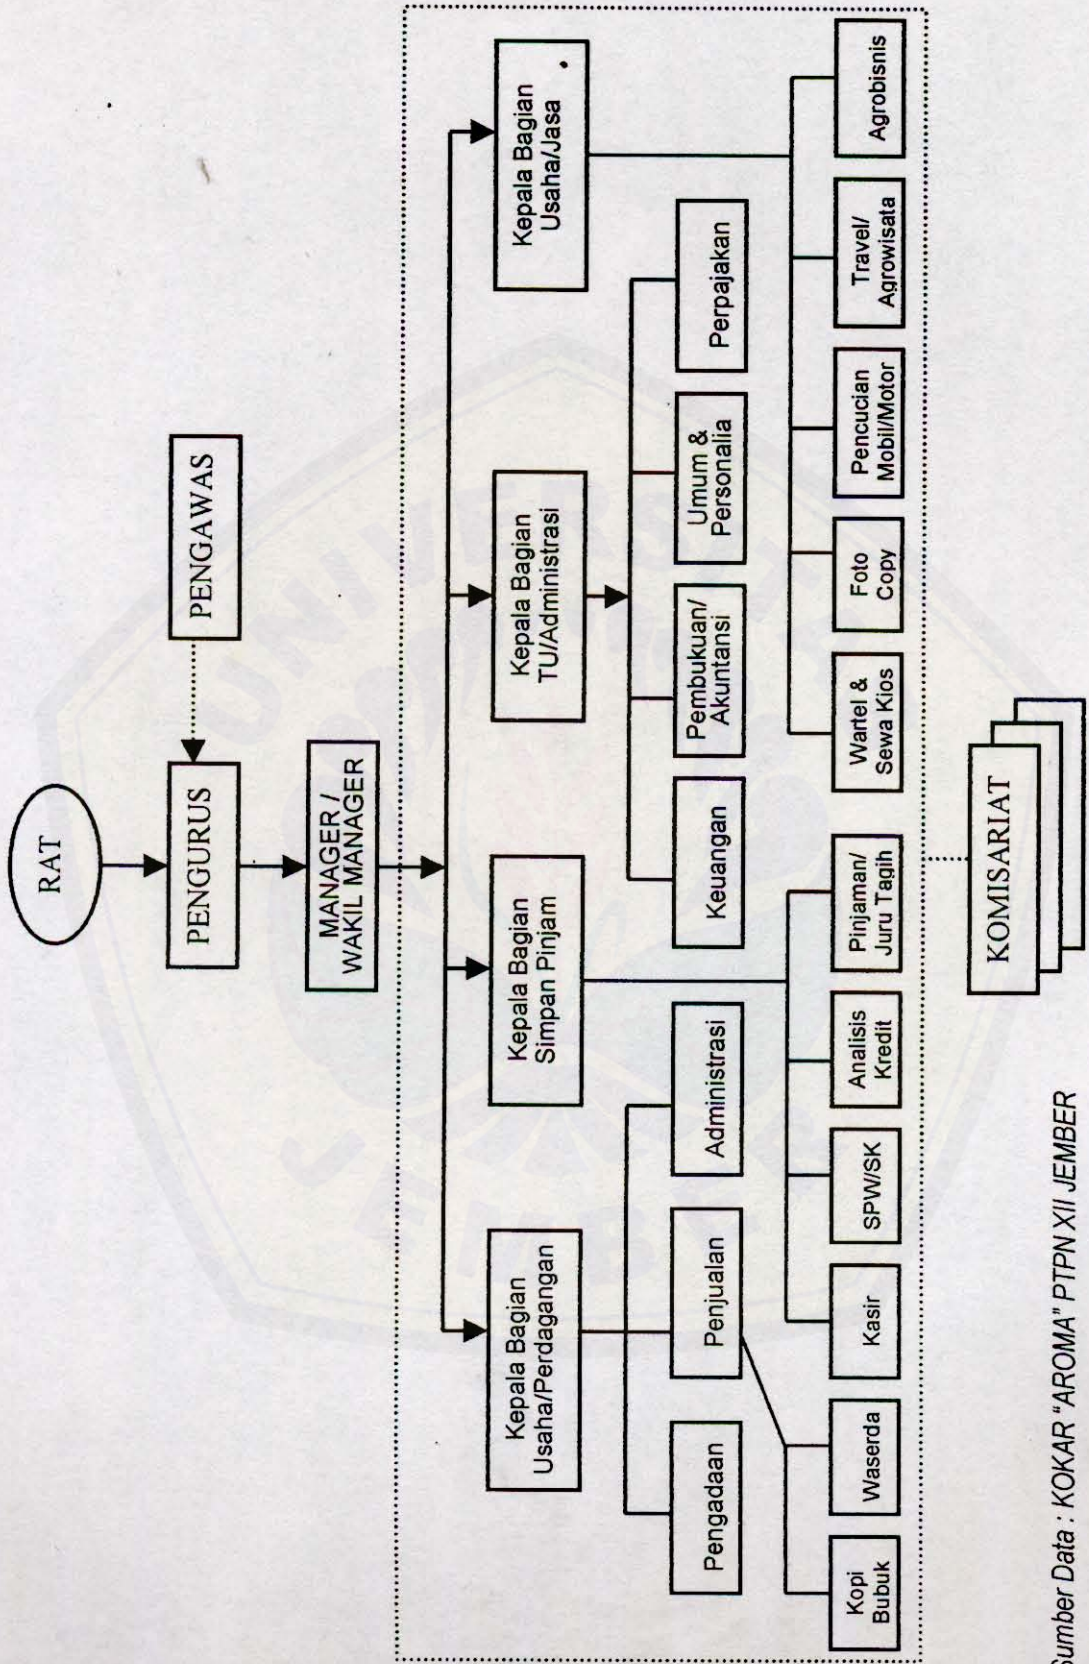 RAT
PENGAWAS
PENGURUS
MANAGER /
WAKIL MANAGER
Kepala Bagian
Usaha/Perdagangan
Kepala Bagian
Simpan Pinjam
Kepala Bagian
TU/Administrasi
Kepala Bagian
Usaha/Jasa
Pengadaan
Penjualan
Administrasi
Keuangan
Pembukuan/
Akuntansi
Umum &
Personalia
Perpajakan
Kopi
Bubuk
Waserda
Kasir
SPW/SK
Analisis
Kredit
Pinjaman/
Juru Tagih
Wartel &
Sewa Kios
Foto
Copy
Pencucian
Mobil/Motor
Travel/
Agrowisata
Agrobisnis
KOMISARIAT
Sumber Data : KOKAR "AROMA" PTPN XII JEMBER
UNIVERSITAS
JEMBER